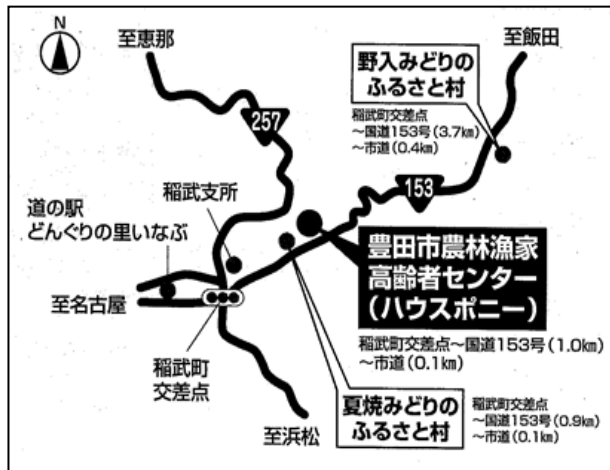 N
至恵那
至飯田
野入みどりの
ふるさと村
稲武町交差点
～国道153号(3.7㎞)
～市道(0.4㎞)
257
153
稲武支所
道の駅
どんぐりの里いなぶ
豊田市農林漁家
高齢者センター
(ハウスポニー)
至名古屋
稲武町交差点～国道153号(1.0㎞)
～市道(0.1㎞)
稲武町
交差点
夏焼みどりの
ふるさと村
稲武町交差点
～国道153号(0.9㎞)
～市道(0.1㎞)
至浜松